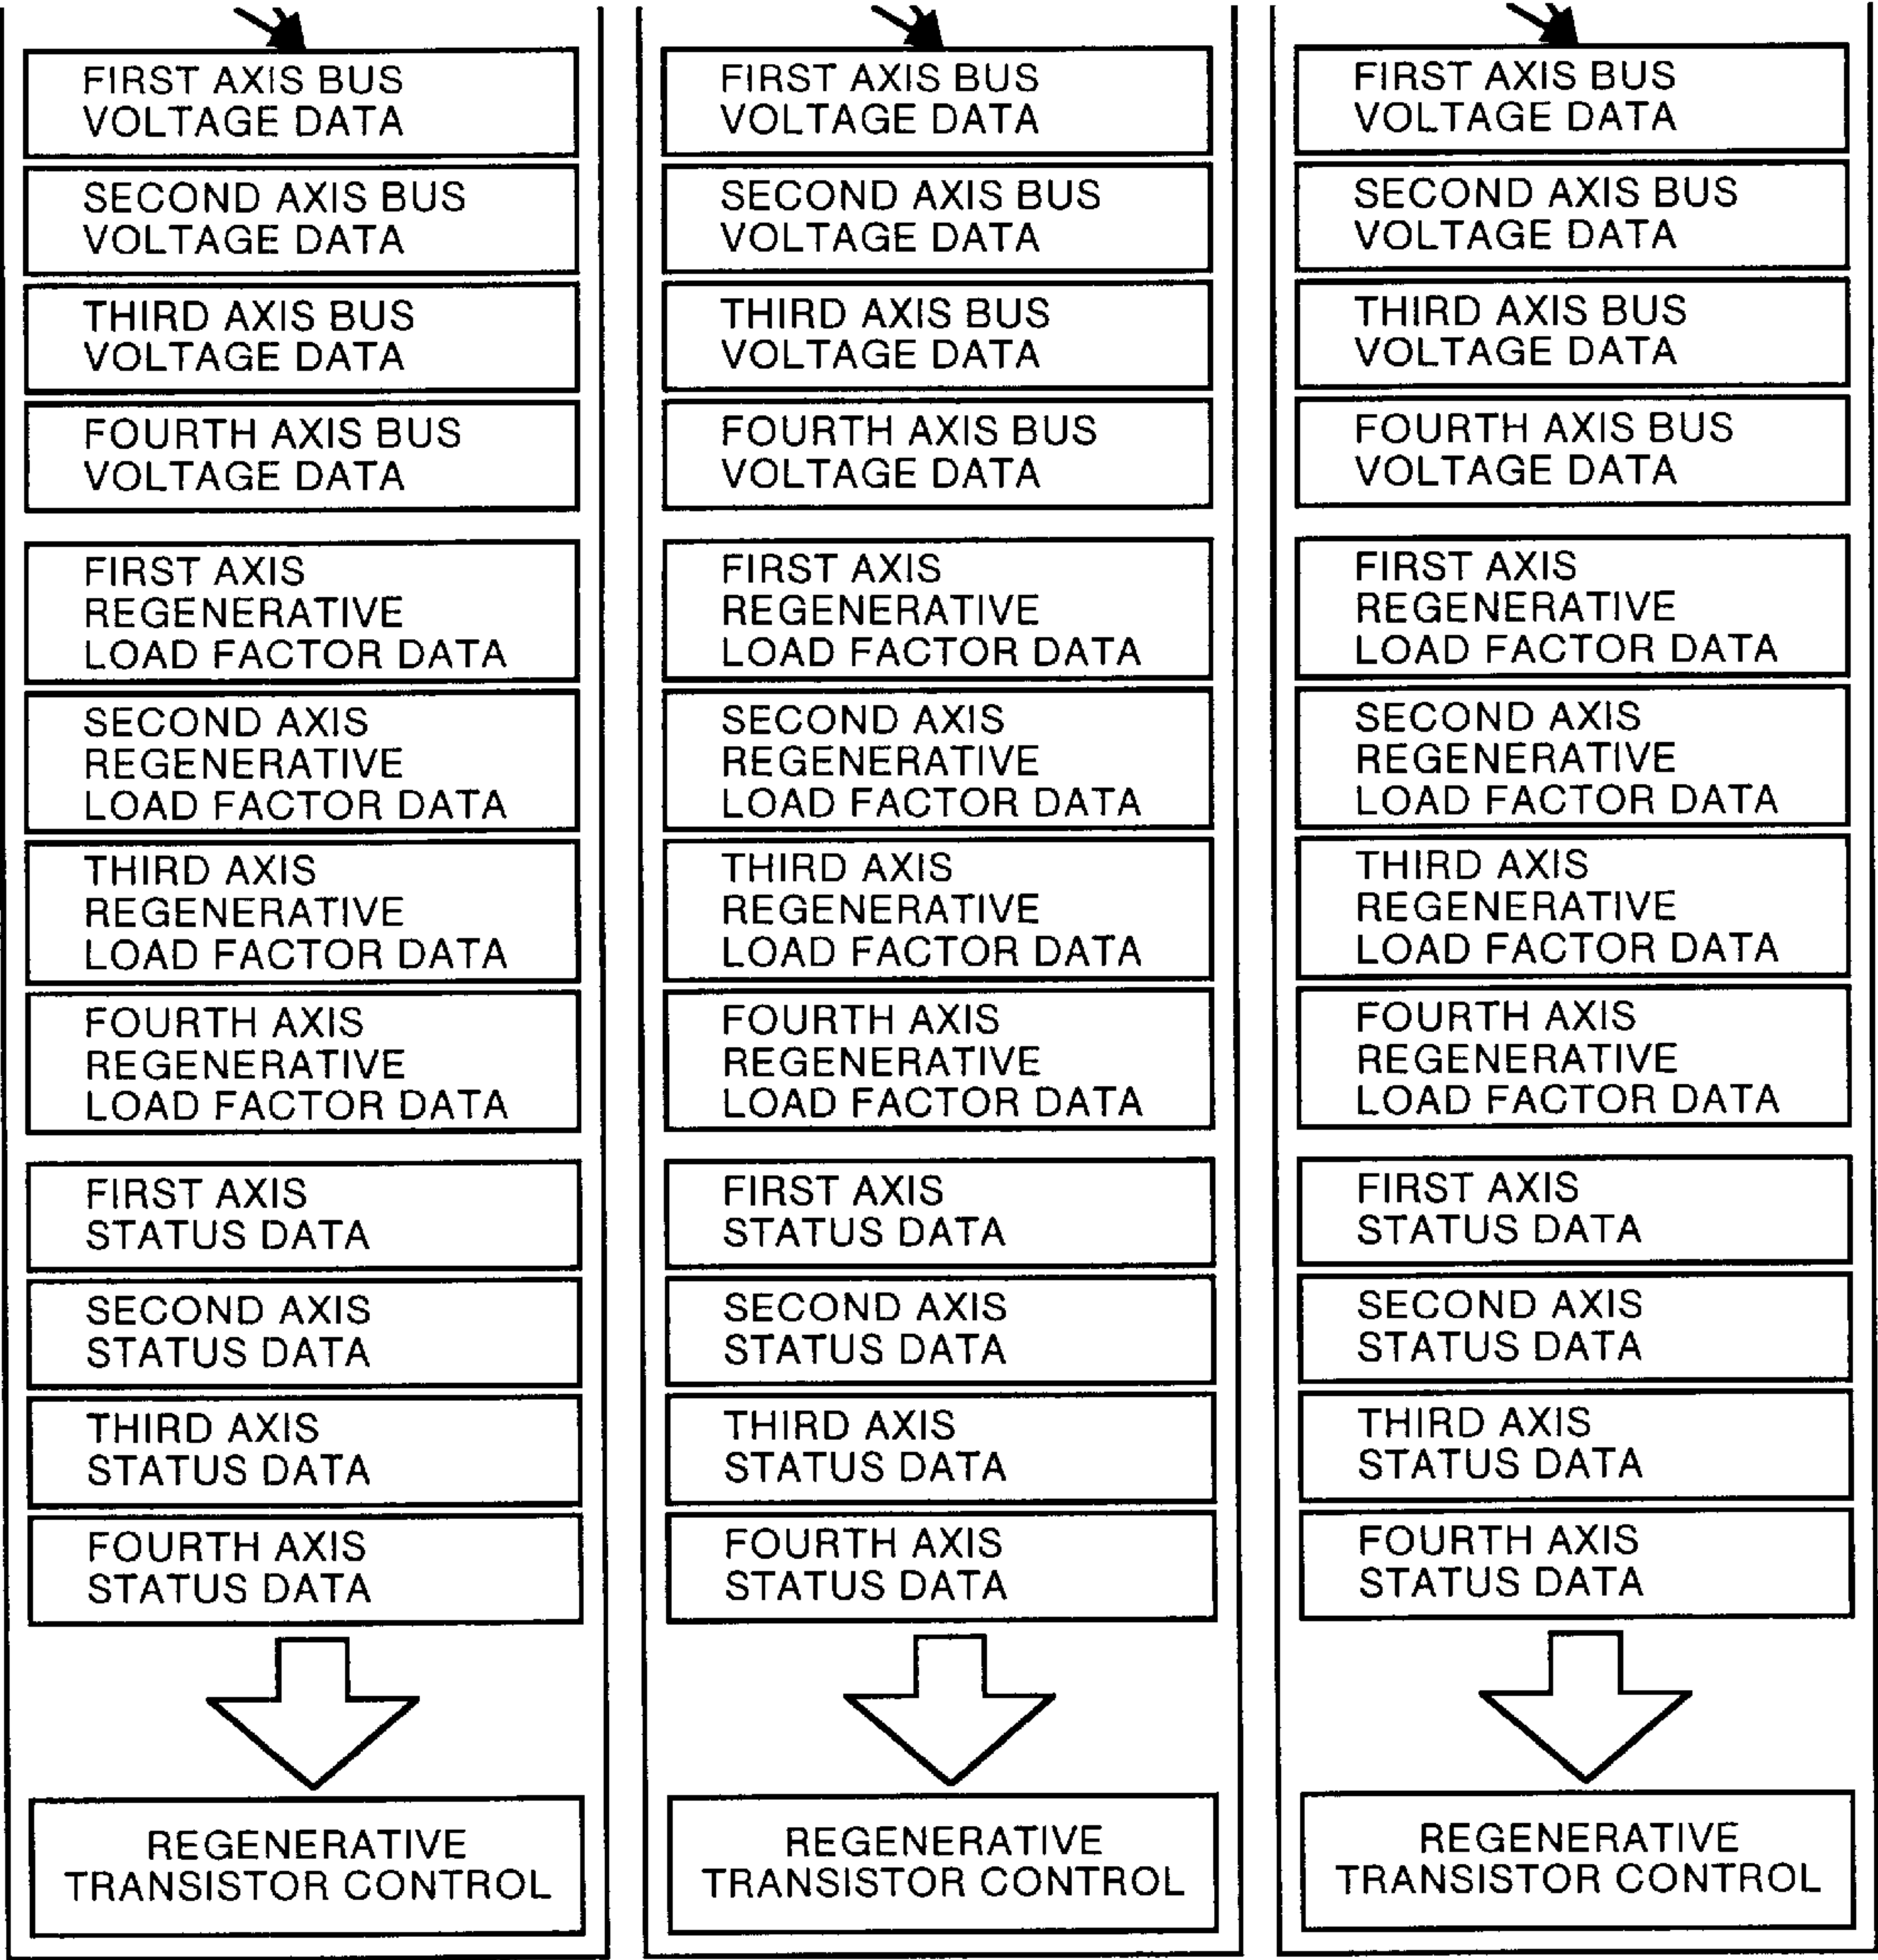 FIRST AXIS BUS
VOLTAGE DATA
SECOND AXIS BUS
VOLTAGE DATA
THIRD AXIS BUS
VOLTAGE DATA
FOURTH AXIS BUS
VOLTAGE DATA
FIRST AXIS
REGENERATIVE
LOAD FACTOR DATA
SECOND AXIS
REGENERATIVE
LOAD FACTOR DATA
THIRD AXIS
REGENERATIVE
LOAD FACTOR DATA
FOURTH AXIS
REGENERATIVE
LOAD FACTOR DATA
FIRST AXIS
STATUS DATA
SECOND AXIS
STATUS DATA
THIRD AXIS
STATUS DATA
FOURTH AXIS
STATUS DATA
REGENERATIVE
TRANSISTOR CONTROL
FIRST AXIS BUS
VOLTAGE DATA
SECOND AXIS BUS
VOLTAGE DATA
THIRD AXIS BUS
VOLTAGE DATA
FOURTH AXIS BUS
VOLTAGE DATA
FIRST AXIS
REGENERATIVE
LOAD FACTOR DATA
SECOND AXIS
REGENERATIVE
LOAD FACTOR DATA
THIRD AXIS
REGENERATIVE
LOAD FACTOR DATA
FOURTH AXIS
REGENERATIVE
LOAD FACTOR DATA
FIRST AXIS
STATUS DATA
SECOND AXIS
STATUS DATA
THIRD AXIS
STATUS DATA
FOURTH AXIS
STATUS DATA
REGENERATIVE
TRANSISTOR CONTROL
FIRST AXIS BUS
VOLTAGE DATA
SECOND AXIS BUS
VOLTAGE DATA
THIRD AXIS BUS
VOLTAGE DATA
FOURTH AXIS BUS
VOLTAGE DATA
FIRST AXIS
REGENERATIVE
LOAD FACTOR DATA
SECOND AXIS
REGENERATIVE
LOAD FACTOR DATA
THIRD AXIS
REGENERATIVE
LOAD FACTOR DATA
FOURTH AXIS
REGENERATIVE
LOAD FACTOR DATA
FIRST AXIS
STATUS DATA
SECOND AXIS
STATUS DATA
THIRD AXIS
STATUS DATA
FOURTH AXIS
STATUS DATA
REGENERATIVE
TRANSISTOR CONTROL